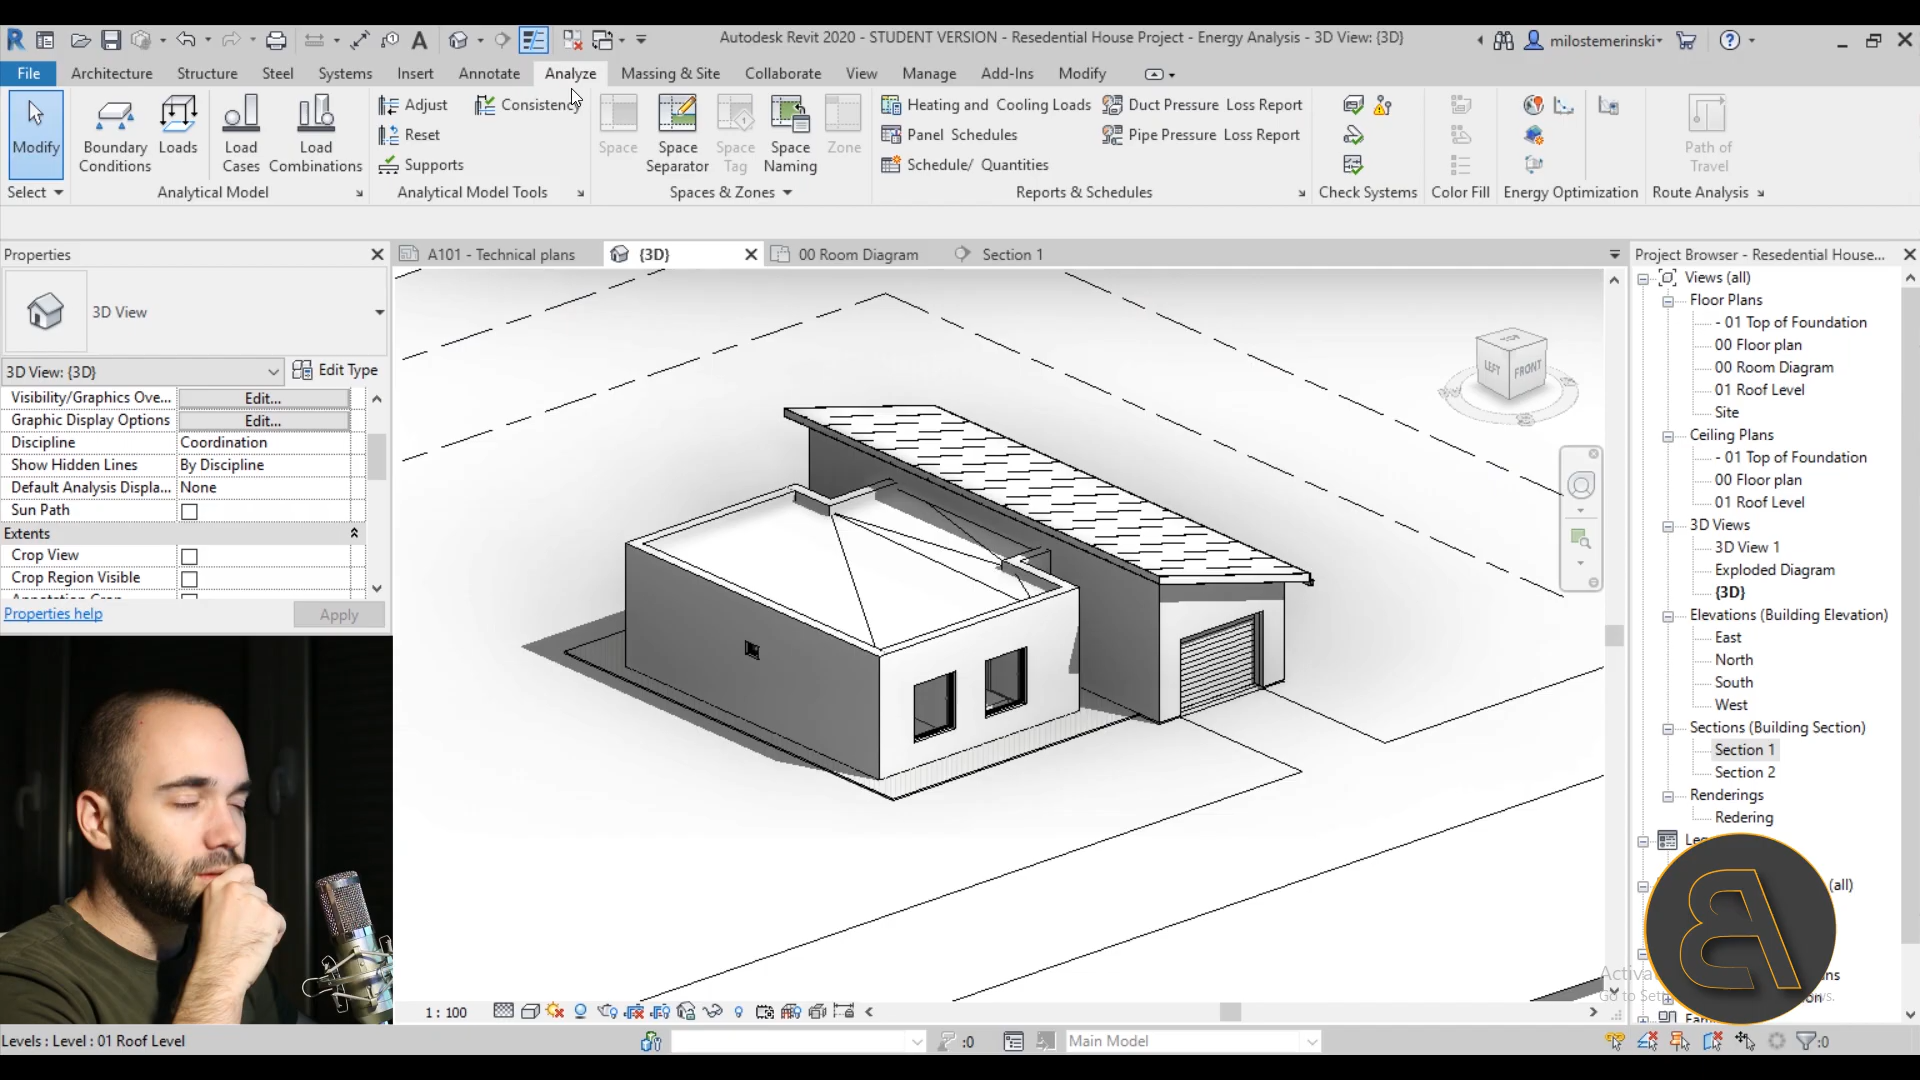 Autodesk Revit 2020 - STUDENT VERSION - Resedential House Project - Energy Analysis - 3D View: {3D}
milostemerinski
File
Architecture
Structure
Steel
Systems
Insert
Annotate
Analyze
Massing & Site
Collaborate
View
Manage
Add-Ins
Modify
Modify
Boundary
Conditions
Loads
Load
Cases
Load
Combinations
Adjust
Reset
Supports
Consistency
Space
Space
Separator
Space
Tag
Space
Naming
Zone
Heating and Cooling Loads
Panel Schedules
Schedule/ Quantities
Duct Pressure Loss Report
Pipe Pressure Loss Report
Path of
Travel
Select
Analytical Model
Analytical Model Tools
Spaces & Zones
Reports & Schedules
Check Systems
Color Fill
Energy Optimization
Route Analysis
Properties
3D View
3D View: {3D}
Edit Type
Visibility/Graphics Ove...
Edit...
Graphic Display Options
Edit...
Discipline
Coordination
Show Hidden Lines
By Discipline
Default Analysis Displa...
None
Sun Path
Extents
Crop View
Crop Region Visible
Properties help
Apply
A101 - Technical plans
{3D}
00 Room Diagram
Section 1
TOP
LEFT
FRONT
Project Browser - Resedential House...
Views (all)
Floor Plans
- 01 Top of Foundation
00 Floor plan
00 Room Diagram
01 Roof Level
Site
Ceiling Plans
- 01 Top of Foundation
00 Floor plan
01 Roof Level
3D Views
3D View 1
Exploded Diagram
{3D}
Elevations (Building Elevation)
East
North
South
West
Sections (Building Section)
Section 1
Section 2
Renderings
Redering
(all)
1 : 100
Levels : Level : 01 Roof Level
:0
Main Model
:0